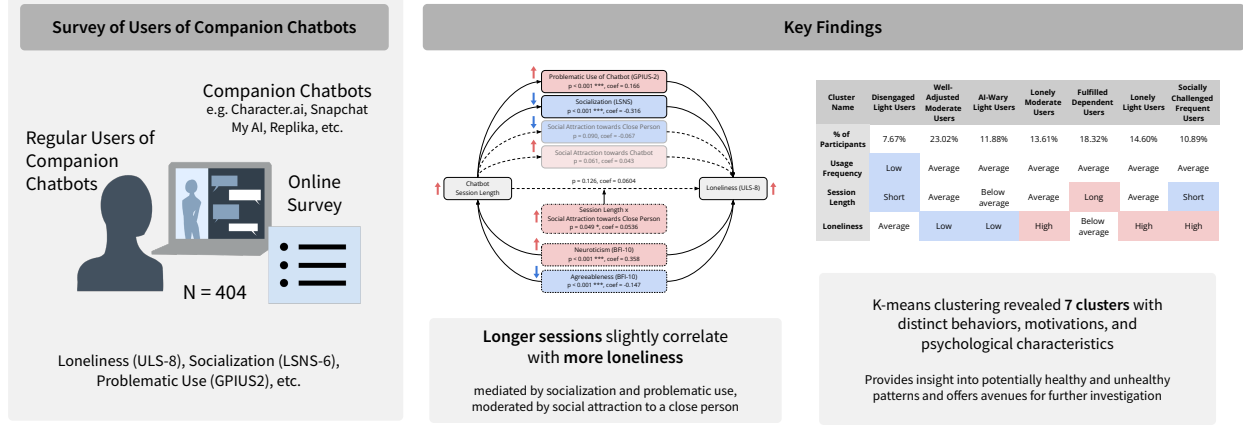 Survey of Users of Companion Chatbots
Companion Chatbots
e.g. Character.ai, Snapchat
My AI, Replika, etc.
Regular Users of
Companion
Chatbots
Online
Survey
N = 404
Loneliness (ULS-8), Socialization (LSNS-6),
Problematic Use (GPIUS2), etc.
Key Findings
Problematic Use of Chatbot (GPIUS-2)
p < 0.001 ***, coef = 0.166
Socialization (LSNS)
p < 0.001 ***, coef = -0.316
Social Attraction towards Close Person
p = 0.090, coef = -0.067
Social Attraction towards Chatbot
p = 0.061, coef = 0.043
p = 0.126, coef = 0.0604
Chatbot
Session Length
Loneliness (ULS-8)
Session Length x
Social Attraction towards Close Person
p = 0.049 *, coef = 0.0536
Neuroticism (BFI-10)
p < 0.001 ***, coef = 0.358
Agreeableness (BFI-10)
p < 0.001 ***, coef = -0.147
Longer sessions slightly correlate
with more loneliness
mediated by socialization and problematic use,
moderated by social attraction to a close person
Cluster Name Disengaged Light Users Well-Adjusted Moderate Users AI-Wary Light Users Lonely Moderate Users Fulfilled Dependent Users Lonely Light Users Socially Challenged Frequent Users
% of Participants 7.67% 23.02% 11.88% 13.61% 18.32% 14.60% 10.89%
Usage Frequency Low Average Average Average Average Average Average
Session Length Short Average Below average Average Long Average Short
Loneliness Average Low Low High Below average High High
K-means clustering revealed 7 clusters with
distinct behaviors, motivations, and
psychological characteristics
Provides insight into potentially healthy and unhealthy
patterns and offers avenues for further investigation